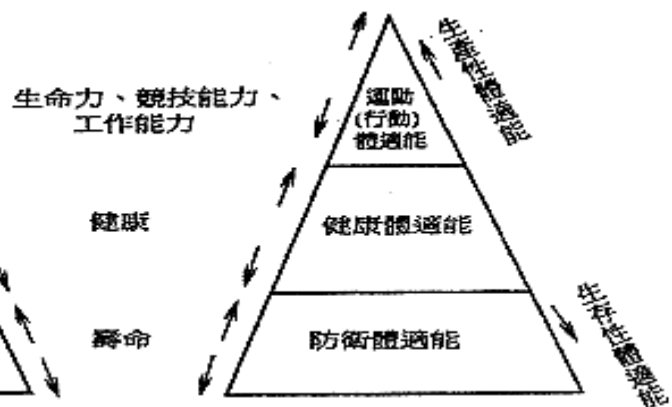 生命力、競技能力、
工作能力
健康
壽命
運動
(行動)
體適能
健康體適能
防衛體適能
生產性體適能
生存性體適能